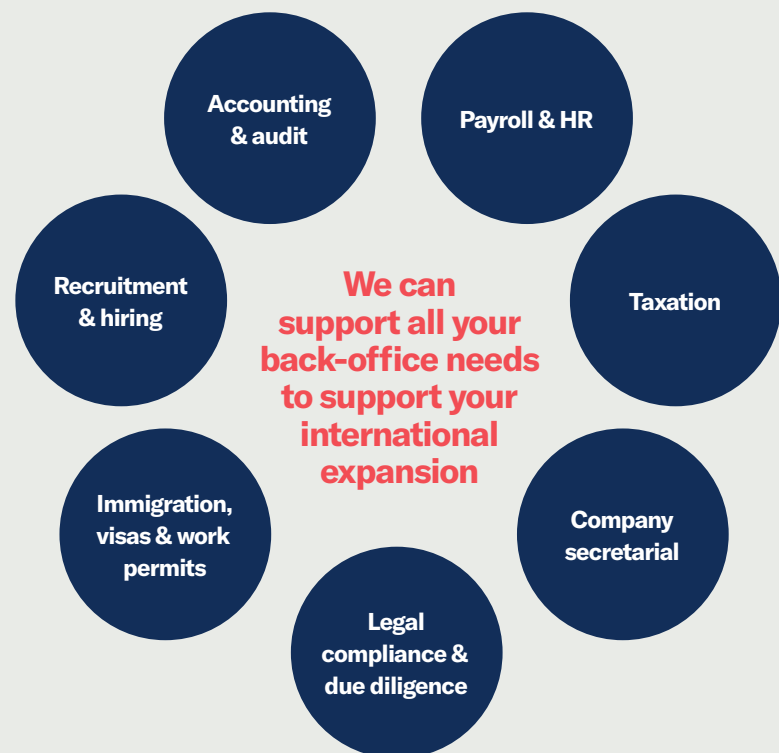 Accounting
& audit
Payroll & HR
Recruitment
& hiring
We can
support all your
back-office needs
to support your
international
expansion
Taxation
Immigration,
visas & work
permits
Company
secretarial
Legal
compliance &
due diligence